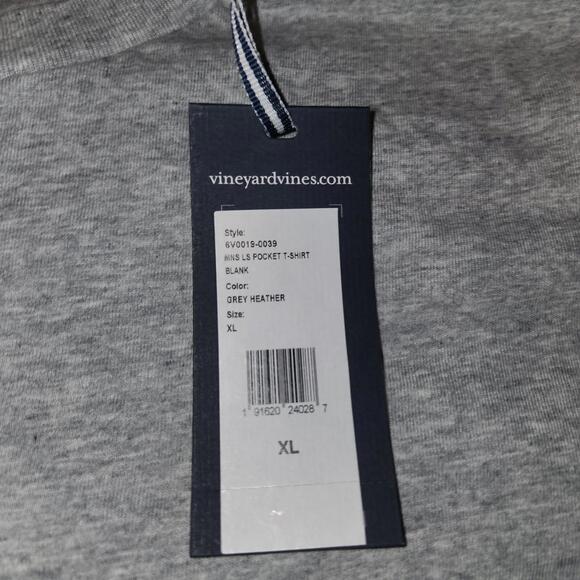 vineyardvines.com
Style:
6V0019-0039
MNS LS POCKET T-SHIRT
BLANK
Color:
GREY HEATHER
Size:
XL
1 91620 24028 7
XL